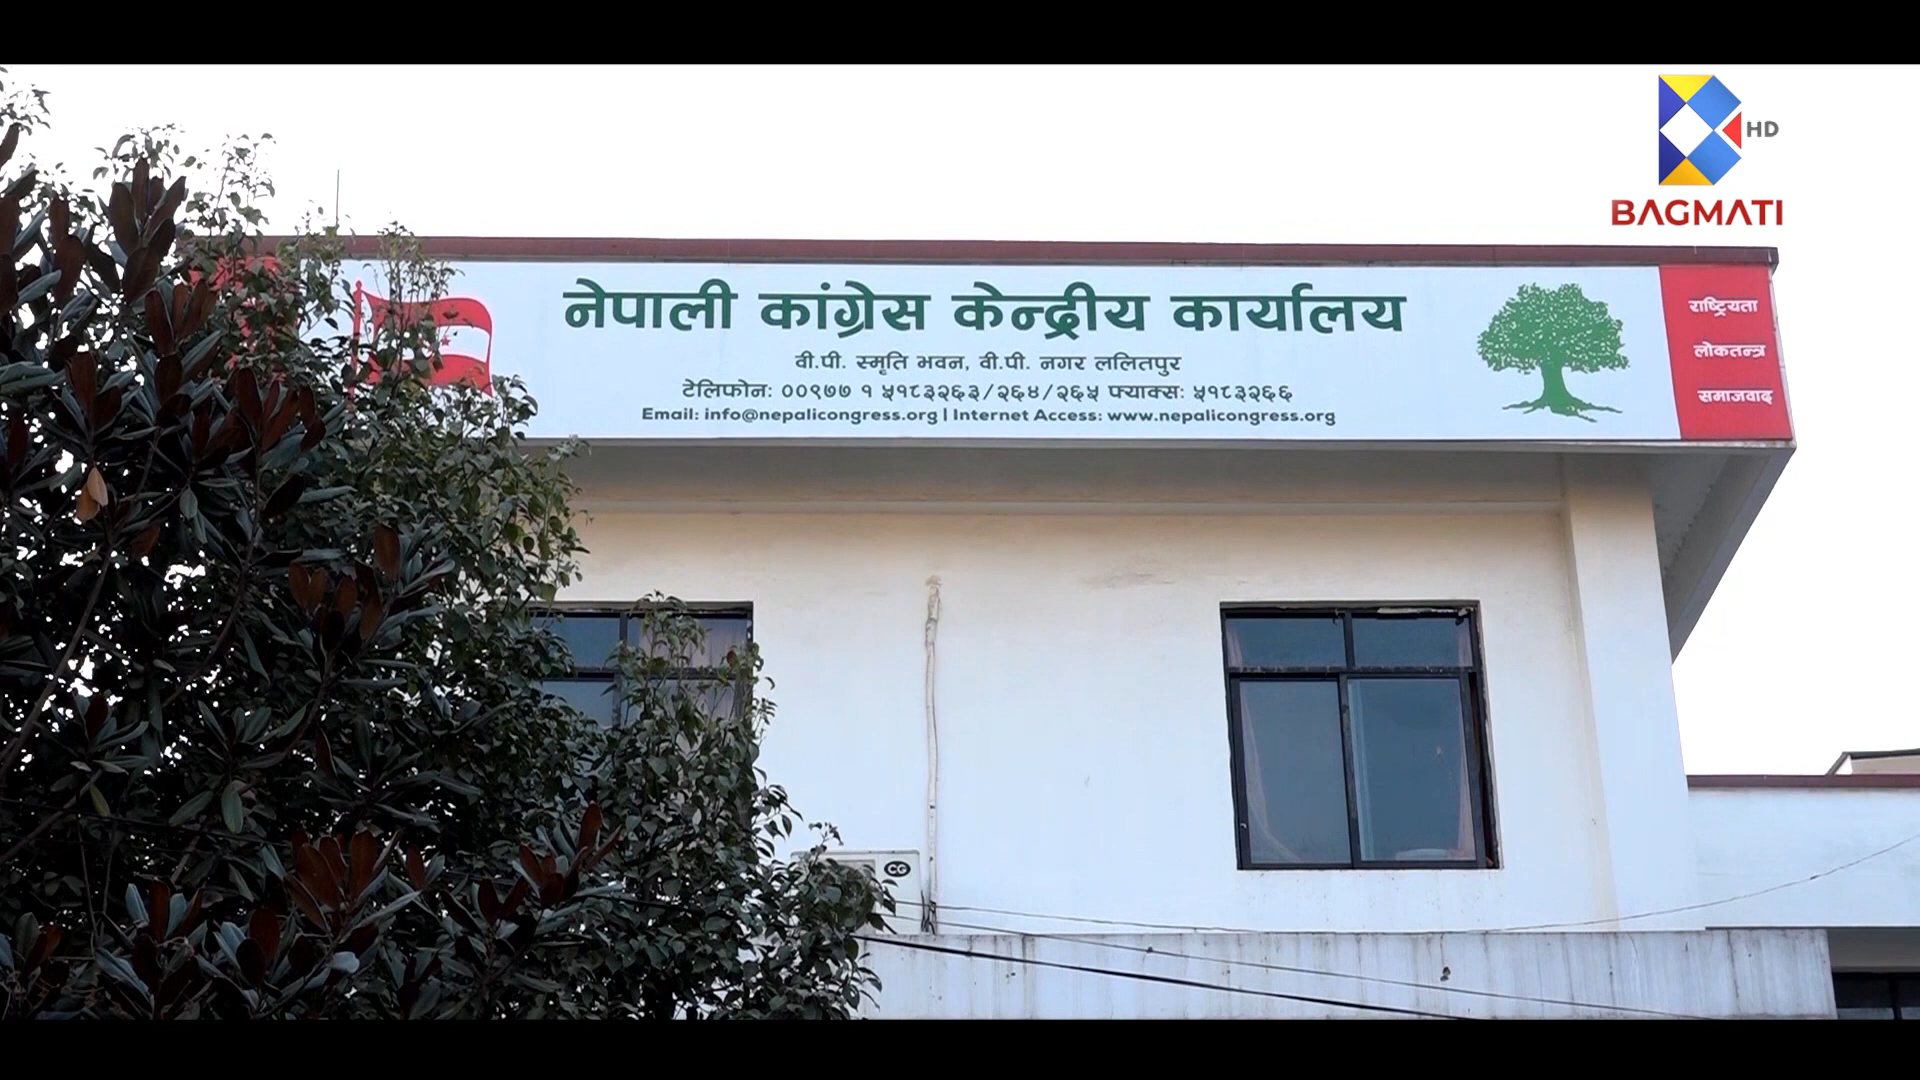 HD
BAGMATI
नेपाली कांग्रेस केन्द्रीय कार्यालय
वी.पी. स्मृति भवन, वी.पी. नगर ललितपुर
टेलिफोन: ००९७७ १ ५१८३२६३/२६४/२६५ फ्याक्स: ५१८३२६६
Email: info@nepalicongress.org | Internet Access: www.nepalicongress.org
राष्ट्रियता
लोकतन्त्र
समाजवाद
CG